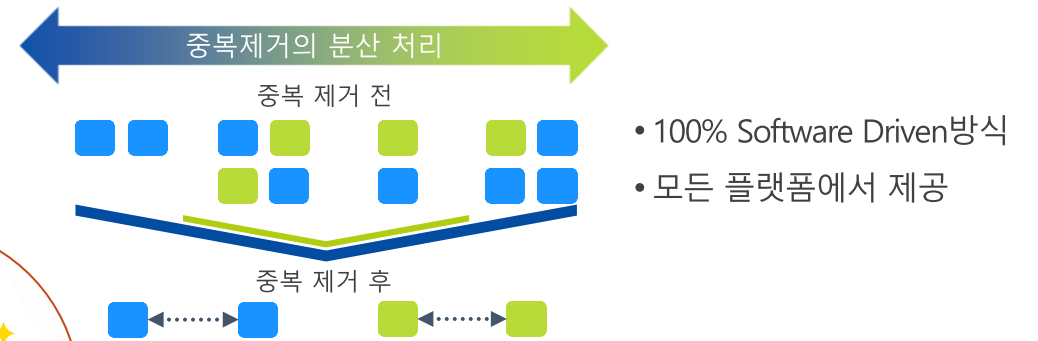 중복제거의 분산 처리
중복 제거 전
중복 제거 후
• 100% Software Driven방식
• 모든 플랫폼에서 제공